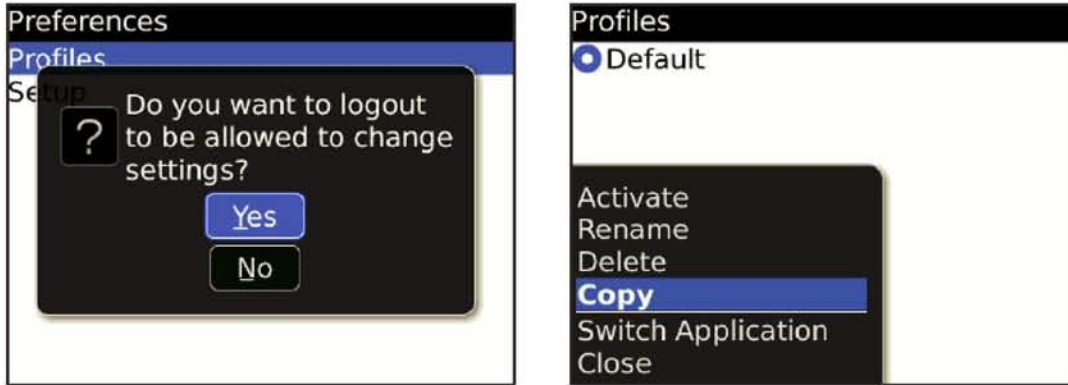 Preferences
Profiles
Setup
Do you want to logout
to be allowed to change
settings?
?
Yes
No
Profiles
Default
Activate
Rename
Delete
Copy
Switch Application
Close